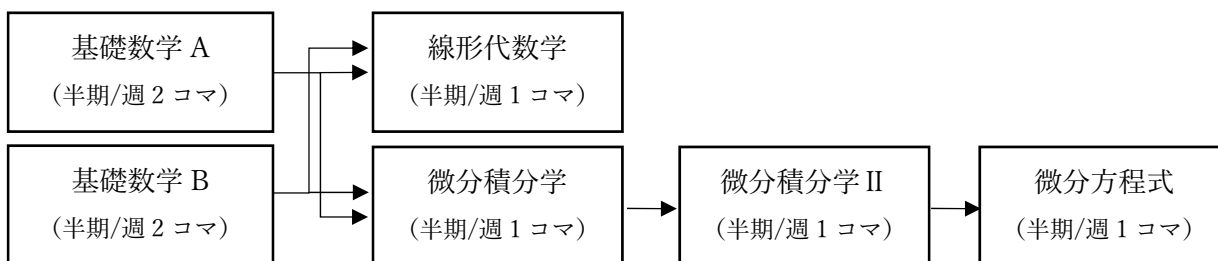 基礎数学 A
（半期/週 2 コマ）
線形代数学
（半期/週 1 コマ）
基礎数学 B
（半期/週 2 コマ）
微分積分学
（半期/週 1 コマ）
微分積分学 II
（半期/週 1 コマ）
微分方程式
（半期/週 1 コマ）